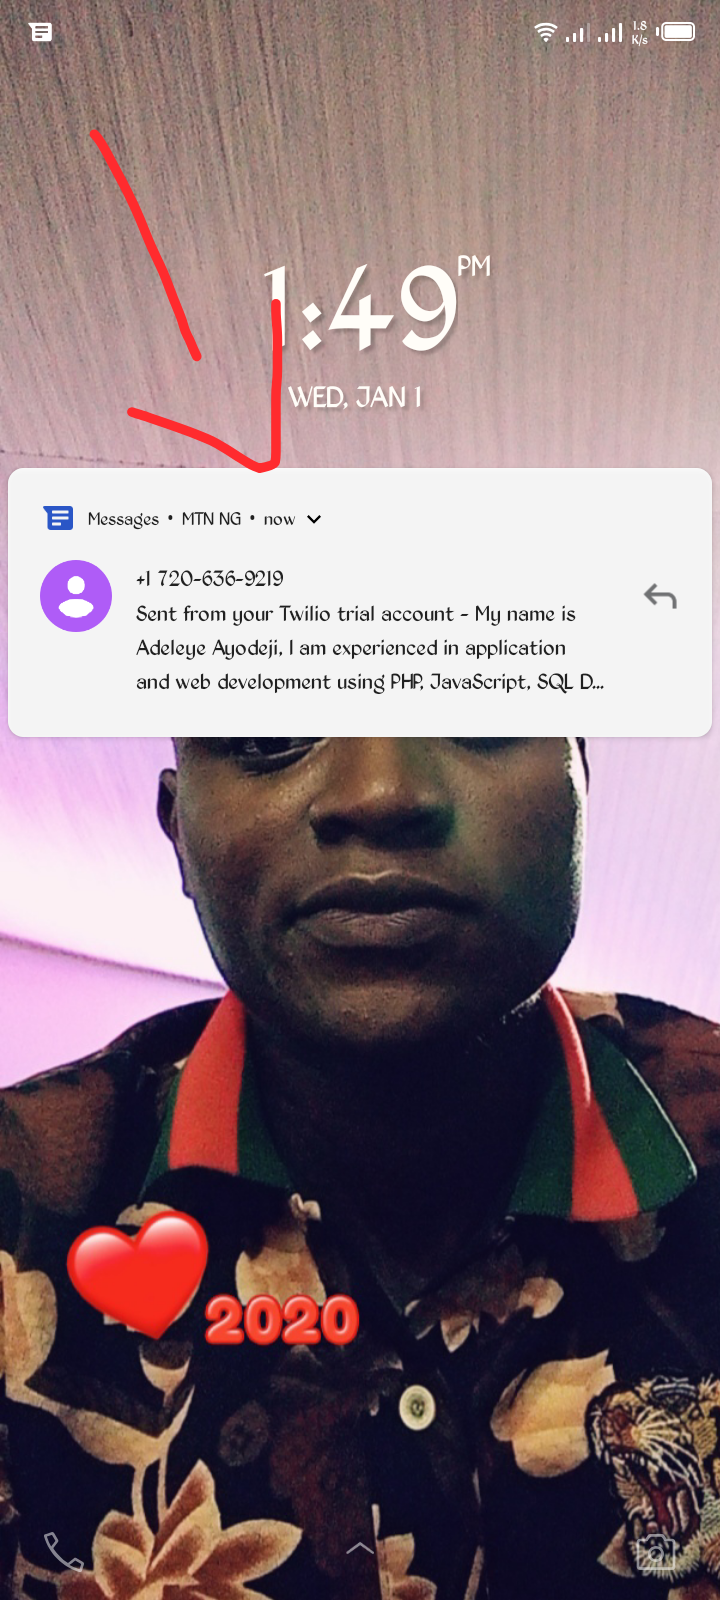 1.8
K/s
1:49 PM
WED, JAN 1
Messages • MTN NG • now
+1 720-636-9219
Sent from your Twilio trial account - My name is
Adeleye Ayodeji, I am experienced in application
and web development using PHP, JavaScript, SQL D...
2020